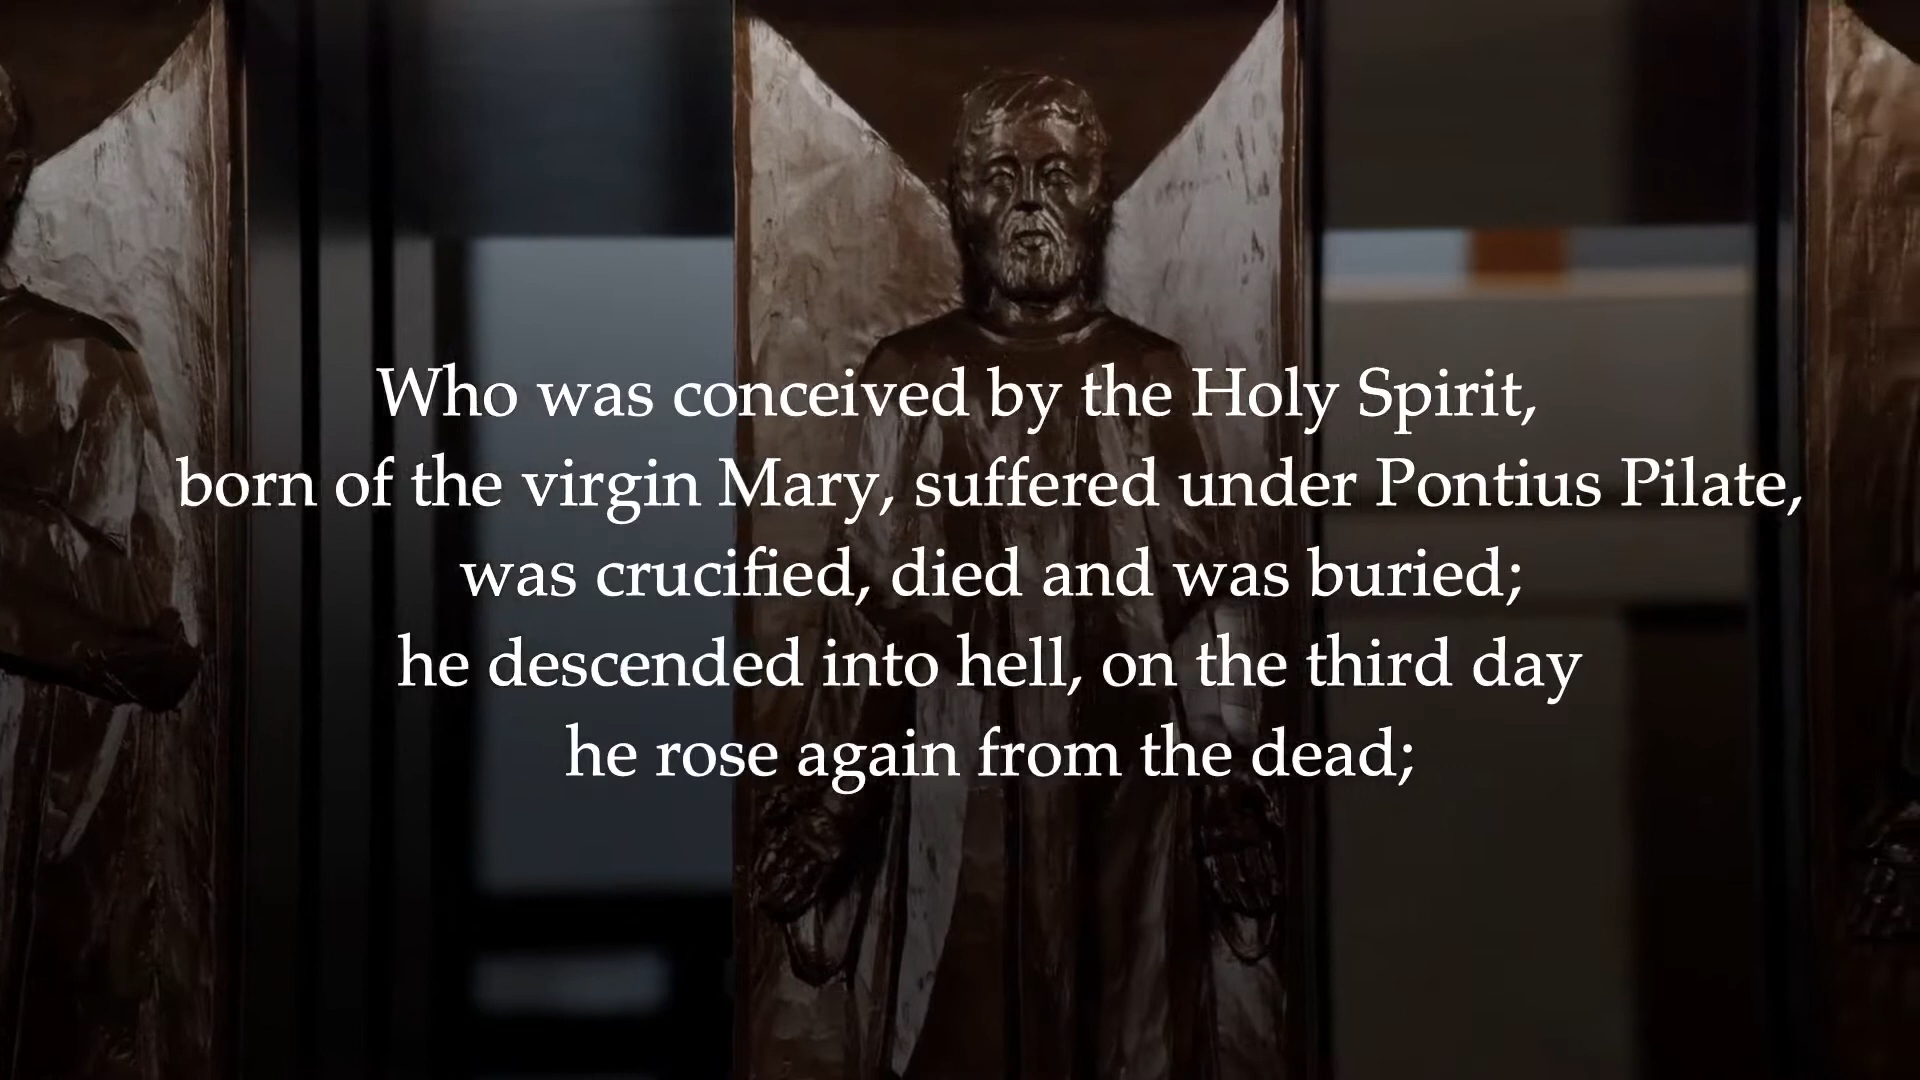 Who was conceived by the Holy Spirit,
born of the virgin Mary, suffered under Pontius Pilate,
was crucified, died and was buried;
he descended into hell, on the third day
he rose again from the dead;